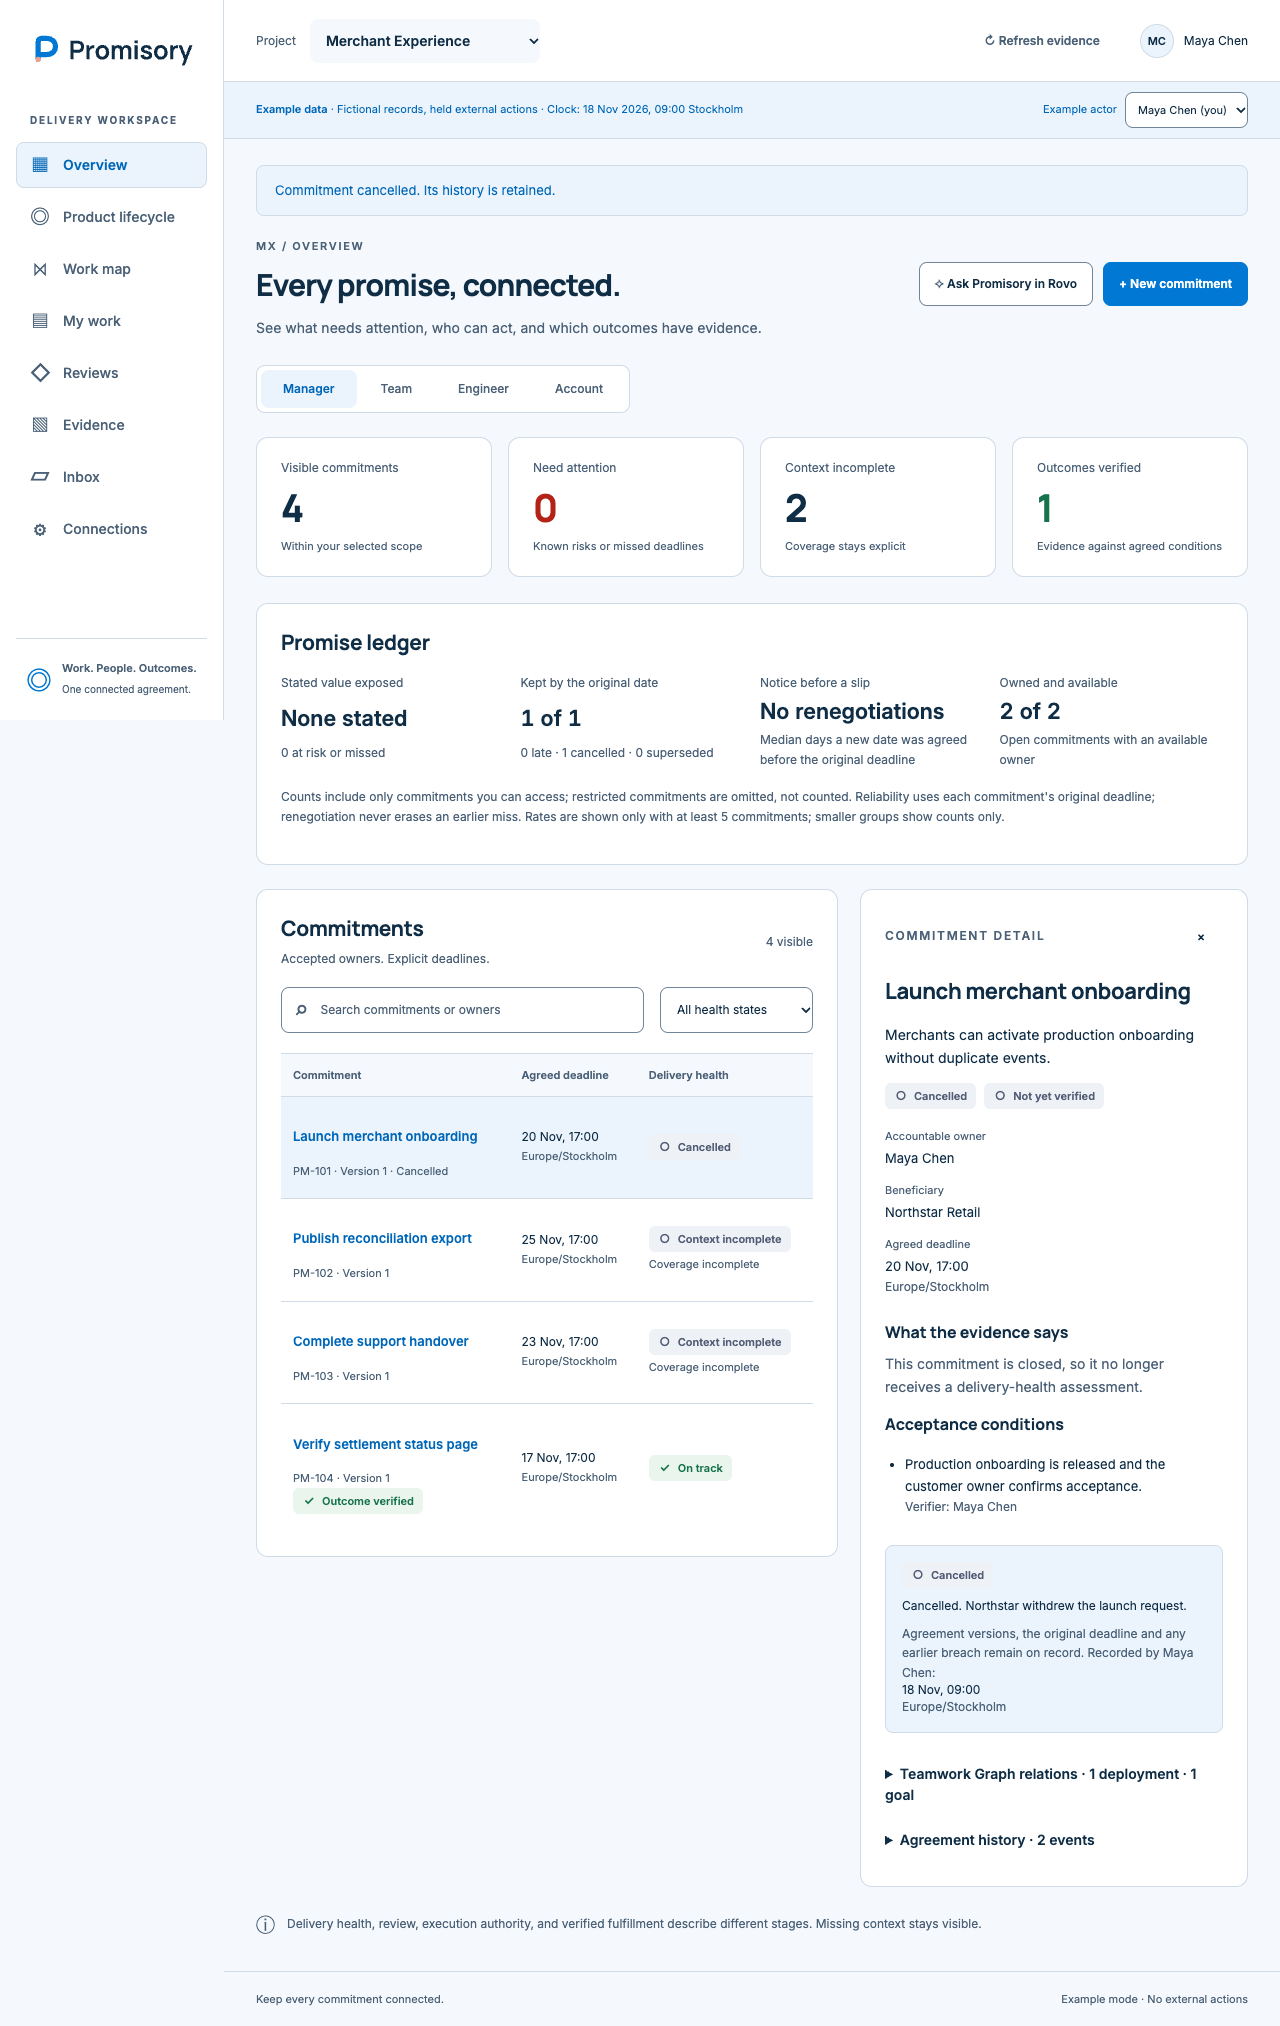 Promisory
DELIVERY WORKSPACE
Overview
Product lifecycle
Work map
My work
Reviews
Evidence
Inbox
Connections
Work. People. Outcomes.
One connected agreement.
Project
Merchant Experience
↻ Refresh evidence
MC
Maya Chen
Example data · Fictional records, held external actions · Clock: 18 Nov 2026, 09:00 Stockholm
Example actor
Maya Chen (you)
Commitment cancelled. Its history is retained.
MX / OVERVIEW
Every promise, connected.
See what needs attention, who can act, and which outcomes have evidence.
✧ Ask Promisory in Rovo
+ New commitment
Manager
Team
Engineer
Account
Visible commitments
4
Within your selected scope
Need attention
0
Known risks or missed deadlines
Context incomplete
2
Coverage stays explicit
Outcomes verified
1
Evidence against agreed conditions
Promise ledger
Stated value exposed
None stated
0 at risk or missed
Kept by the original date
1 of 1
0 late · 1 cancelled · 0 superseded
Notice before a slip
No renegotiations
Median days a new date was agreed
before the original deadline
Owned and available
2 of 2
Open commitments with an available
owner
Counts include only commitments you can access; restricted commitments are omitted, not counted. Reliability uses each commitment's original deadline;
renegotiation never erases an earlier miss. Rates are shown only with at least 5 commitments; smaller groups show counts only.
Commitments
Accepted owners. Explicit deadlines.
4 visible
Search commitments or owners
All health states
Commitment
Agreed deadline
Delivery health
Launch merchant onboarding
PM-101 · Version 1 · Cancelled
20 Nov, 17:00
Europe/Stockholm
Cancelled
Publish reconciliation export
PM-102 · Version 1
25 Nov, 17:00
Europe/Stockholm
Context incomplete
Coverage incomplete
Complete support handover
PM-103 · Version 1
23 Nov, 17:00
Europe/Stockholm
Context incomplete
Coverage incomplete
Verify settlement status page
PM-104 · Version 1
✓ Outcome verified
17 Nov, 17:00
Europe/Stockholm
✓ On track
COMMITMENT DETAIL
×
Launch merchant onboarding
Merchants can activate production onboarding
without duplicate events.
Cancelled
Not yet verified
Accountable owner
Maya Chen
Beneficiary
Northstar Retail
Agreed deadline
20 Nov, 17:00
Europe/Stockholm
What the evidence says
This commitment is closed, so it no longer
receives a delivery-health assessment.
Acceptance conditions
• Production onboarding is released and the
customer owner confirms acceptance.
Verifier: Maya Chen
Cancelled
Cancelled. Northstar withdrew the launch request.
Agreement versions, the original deadline and any
earlier breach remain on record. Recorded by Maya
Chen:
18 Nov, 09:00
Europe/Stockholm
▶ Teamwork Graph relations · 1 deployment · 1
goal
▶ Agreement history · 2 events
Delivery health, review, execution authority, and verified fulfillment describe different stages. Missing context stays visible.
Keep every commitment connected.
Example mode · No external actions